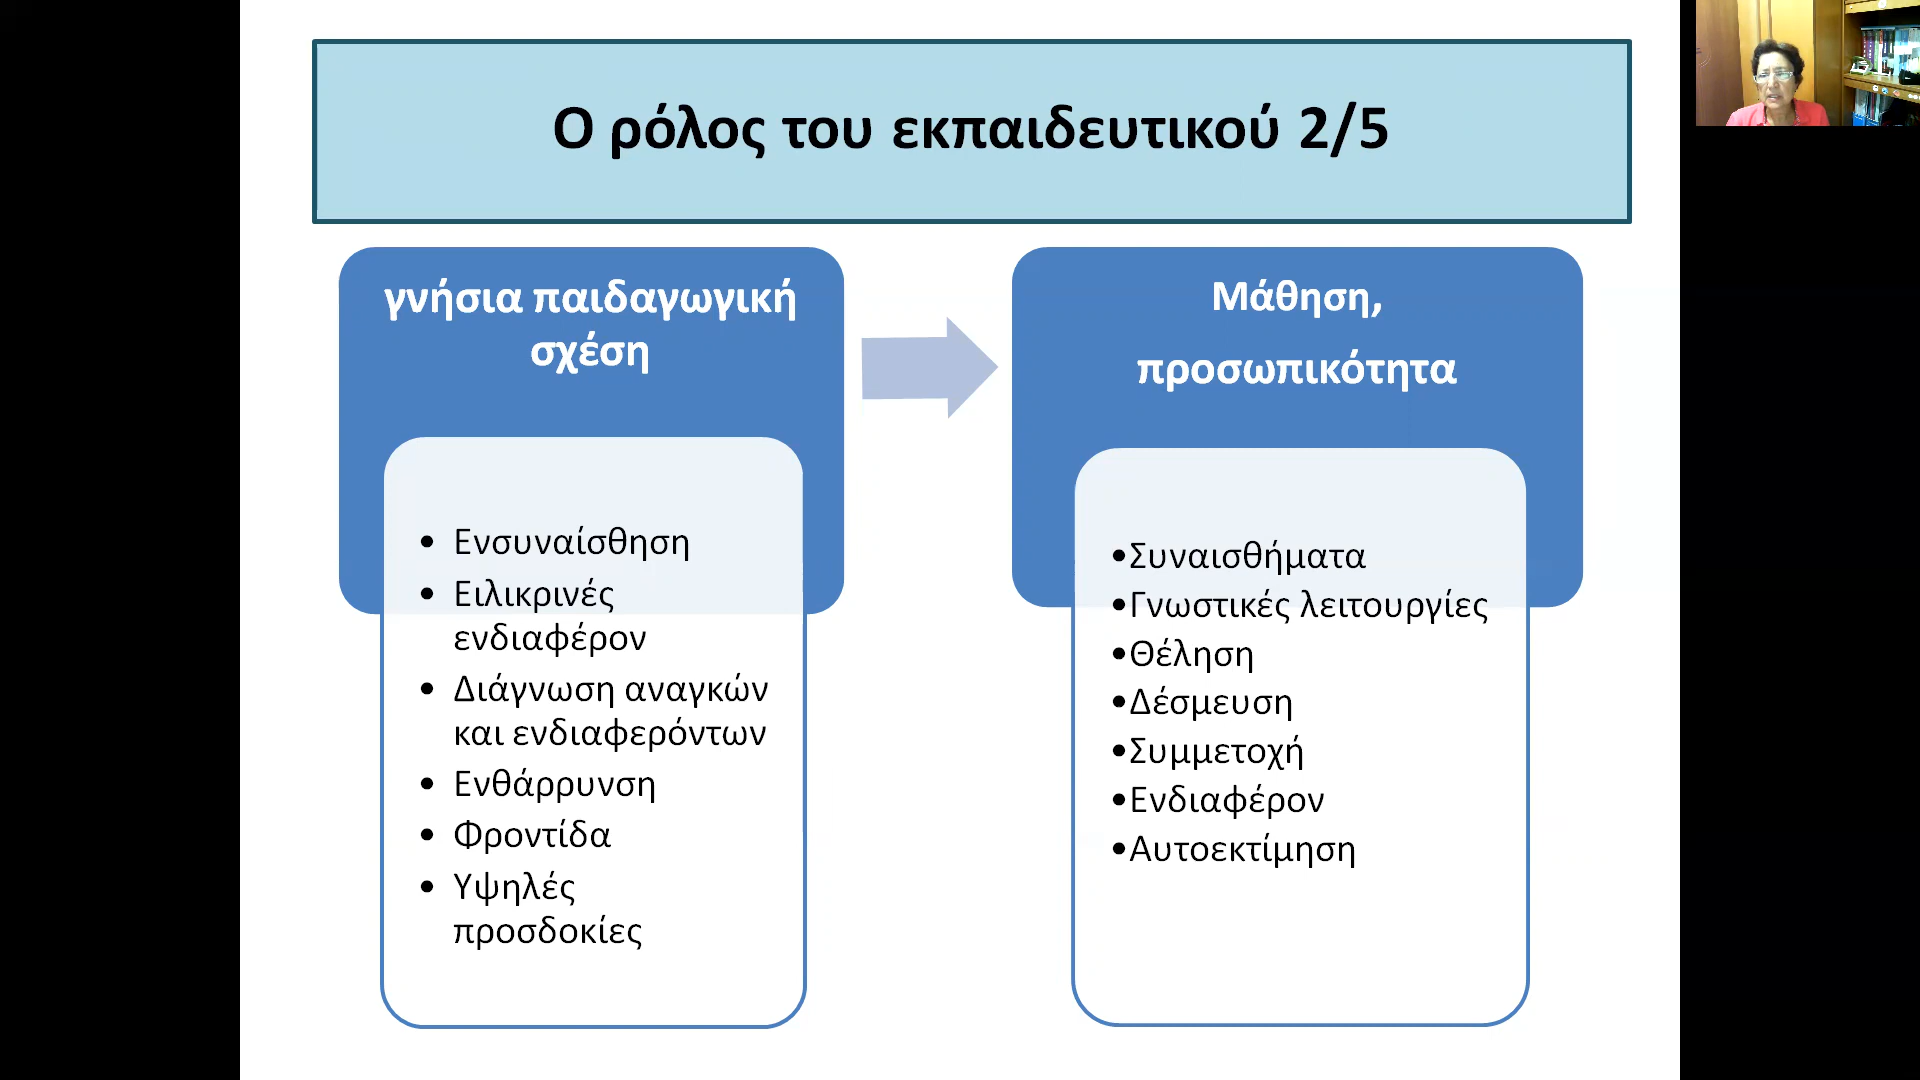 Ο ρόλος του εκπαιδευτικού 2/5
γνήσια παιδαγωγική
σχέση
• Ενσυναίσθηση
• Ειλικρινές
ενδιαφέρον
• Διάγνωση αναγκών
και ενδιαφερόντων
• Ενθάρρυνση
• Φροντίδα
• Υψηλές
προσδοκίες
Μάθηση,
προσωπικότητα
•Συναισθήματα
•Γνωστικές λειτουργίες
•Θέληση
•Δέσμευση
•Συμμετοχή
•Ενδιαφέρον
•Αυτοεκτίμηση